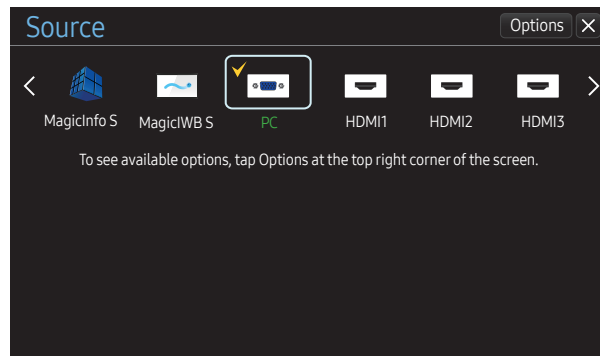 Source
Options
MagicInfo S
MagicIWB S
PC
HDMI1
HDMI2
HDMI3
To see available options, tap Options at the top right corner of the screen.